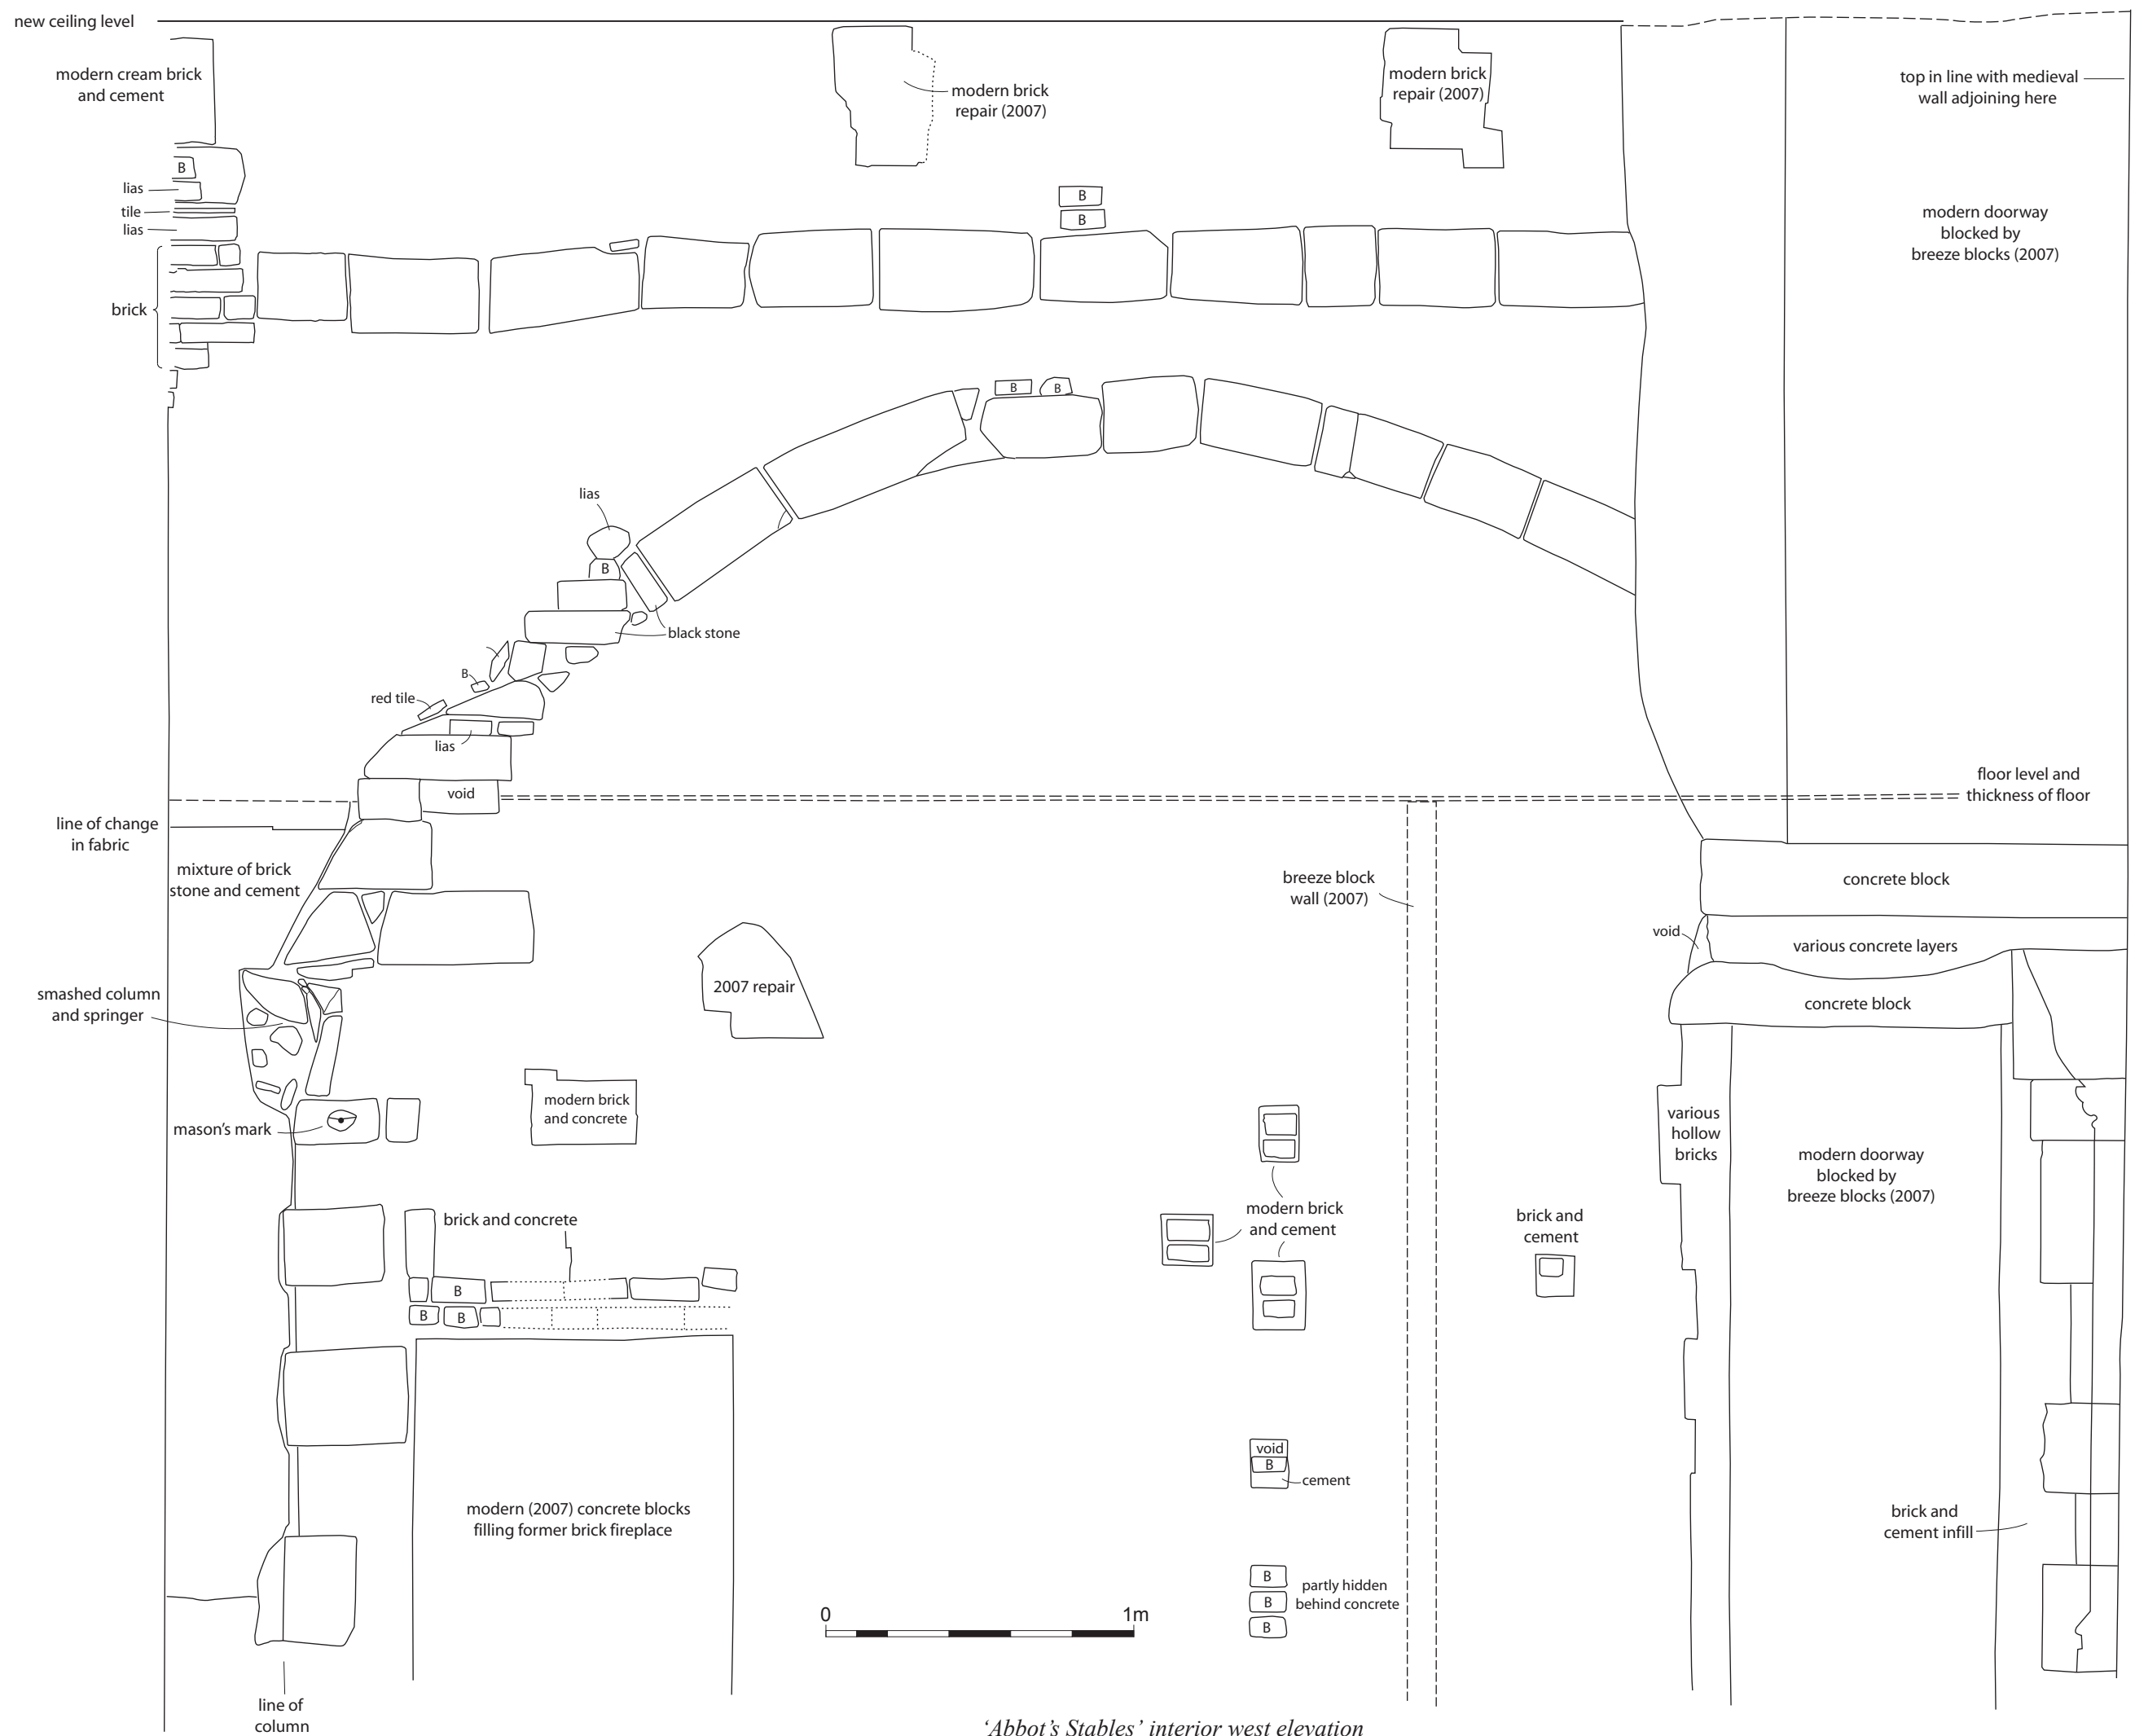 new ceiling level
modern cream brick
and cement
modern brick
repair (2007)
modern brick
repair (2007)
top in line with medieval
wall adjoining here
B
lias
tile
lias
brick
B
B
modern doorway
blocked by
breeze blocks (2007)
B
B
lias
B
black stone
B
red tile
lias
void
floor level and
thickness of floor
line of change
in fabric
mixture of brick
stone and cement
breeze block
wall (2007)
concrete block
void
various concrete layers
concrete block
smashed column
and springer
2007 repair
modern brick
and concrete
mason's mark
various
hollow
bricks
modern doorway
blocked by
breeze blocks (2007)
brick and concrete
modern brick
and cement
brick and
cement
B
B
B
void
B
cement
modern (2007) concrete blocks
filling former brick fireplace
brick and
cement infill
B
B
B
partly hidden
behind concrete
0
1m
line of
column
‘Abbot’s Stables’ interior west elevation